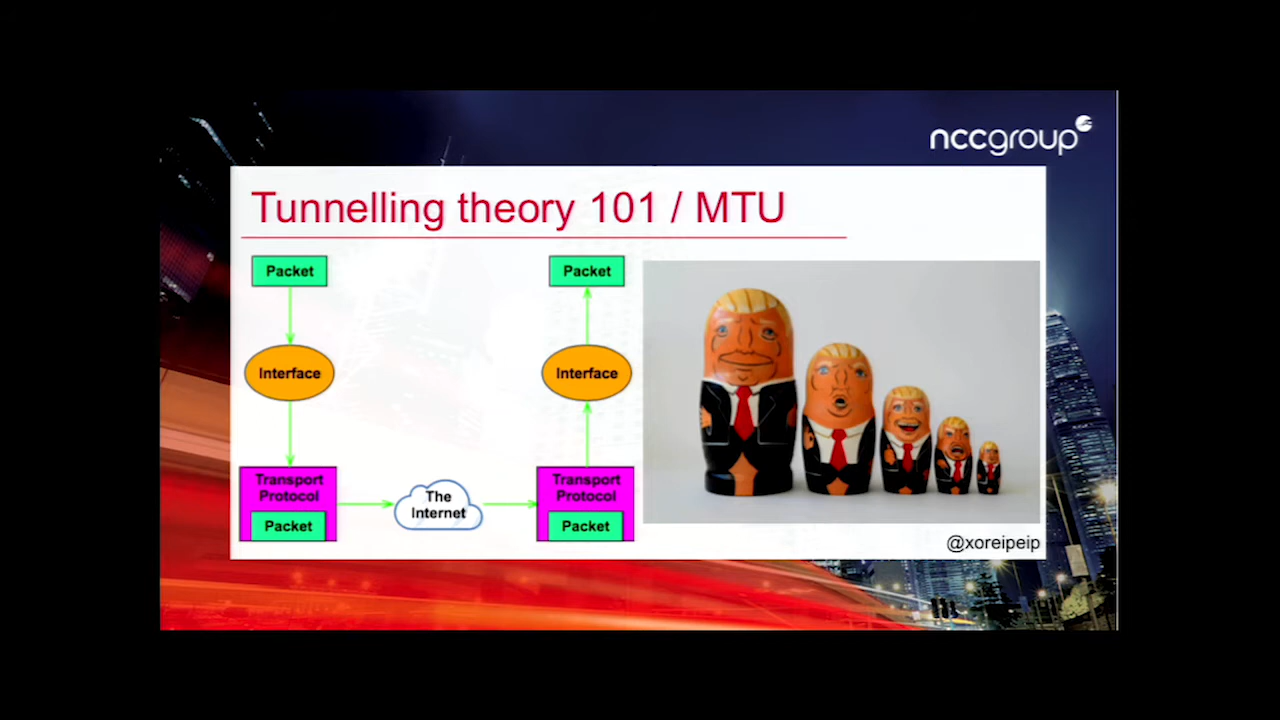 nccgroup
Tunnelling theory 101 / MTU
Packet
Packet
Interface
Interface
Transport
Protocol
Packet
The
Internet
Transport
Protocol
Packet
@xoreipeip